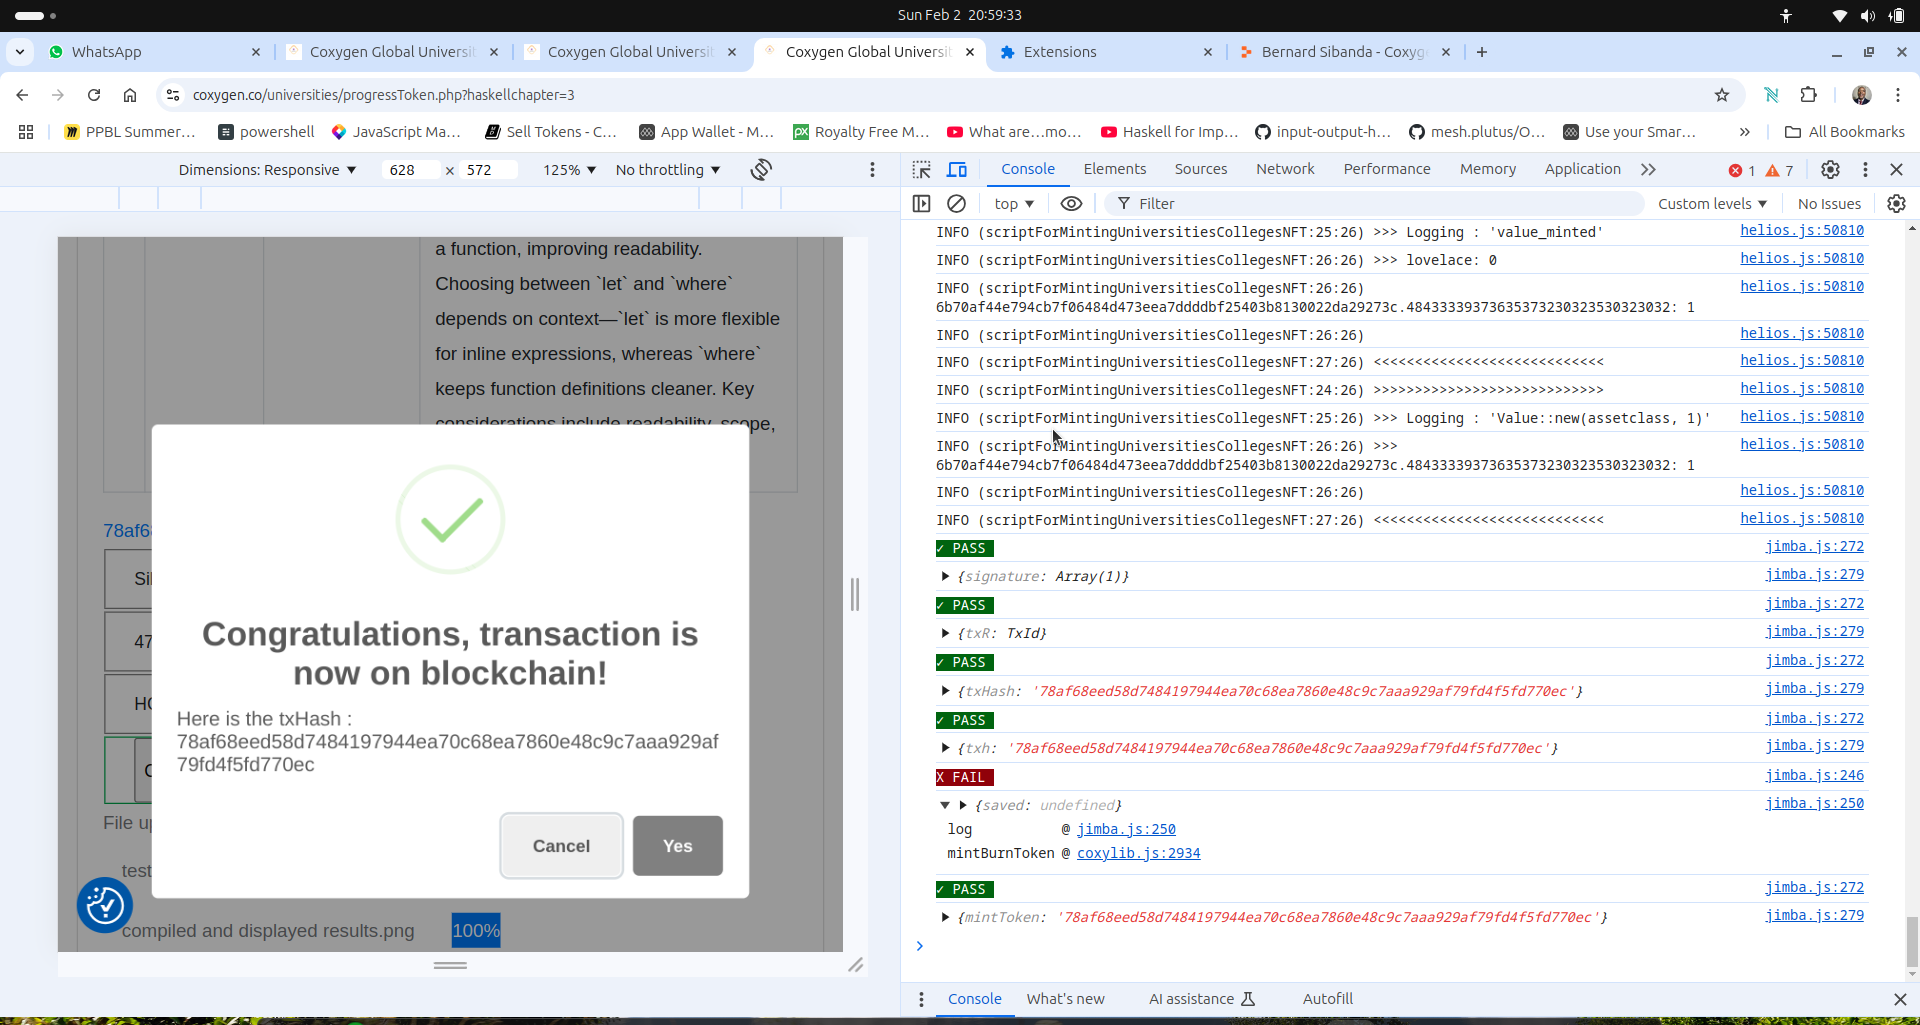 Sun Feb 2 20:59:33
WhatsApp
Coxygen Global Universit
Coxygen Global Universit
Coxygen Global Universit
Extensions
Bernard Sibanda - Coxyg
coxygen.co/universities/progressToken.php?haskellchapter=3
PPBL Summer...
powershell
JavaScript Ma...
Sell Tokens - C...
App Wallet - M...
Royalty Free M...
What are...mo...
Haskell for Imp...
input-output-h...
mesh.plutus/O...
Use your Smar...
All Bookmarks
Dimensions: Responsive 628 × 572 125% No throttling
Console Elements Sources Network Performance Memory Application 1 7
top Filter Custom levels No Issues
a function, improving readability.
Choosing between `let` and `where`
depends on context—`let` is more flexible
for inline expressions, whereas `where`
keeps function definitions cleaner. Key
considerations include readability, scope,
78af6
Sil
47
HC
C
Congratulations, transaction is
now on blockchain!
Here is the txHash :
78af68eed58d7484197944ea70c68ea7860e48c9c7aaa929af
79fd4f5fd770ec
Cancel Yes
File up
test
compiled and displayed results.png 100%
INFO (scriptForMintingUniversitiesCollegesNFT:25:26) >>> Logging : 'value_minted' helios.js:50810
INFO (scriptForMintingUniversitiesCollegesNFT:26:26) >>> lovelace: 0 helios.js:50810
INFO (scriptForMintingUniversitiesCollegesNFT:26:26) helios.js:50810
6b70af44e794cb7f06484d473eea7ddddbf25403b8130022da29273c.48433339373635373230323530323032: 1
INFO (scriptForMintingUniversitiesCollegesNFT:26:26) helios.js:50810
INFO (scriptForMintingUniversitiesCollegesNFT:27:26) <<<<<<<<<<<<<<<<<<<<<<<<<<<< helios.js:50810
INFO (scriptForMintingUniversitiesCollegesNFT:24:26) >>>>>>>>>>>>>>>>>>>>>>>>>>>> helios.js:50810
INFO (scriptForMintingUniversitiesCollegesNFT:25:26) >>> Logging : 'Value::new(assetclass, 1)' helios.js:50810
INFO (scriptForMintingUniversitiesCollegesNFT:26:26) >>> helios.js:50810
6b70af44e794cb7f06484d473eea7ddddbf25403b8130022da29273c.48433339373635373230323530323032: 1
INFO (scriptForMintingUniversitiesCollegesNFT:26:26) helios.js:50810
INFO (scriptForMintingUniversitiesCollegesNFT:27:26) <<<<<<<<<<<<<<<<<<<<<<<<<<<< helios.js:50810
✓ PASS jimba.js:272
{signature: Array(1)} jimba.js:279
✓ PASS jimba.js:272
{txR: TxId} jimba.js:279
✓ PASS jimba.js:272
{txHash: '78af68eed58d7484197944ea70c68ea7860e48c9c7aaa929af79fd4f5fd770ec'} jimba.js:279
✓ PASS jimba.js:272
{txh: '78af68eed58d7484197944ea70c68ea7860e48c9c7aaa929af79fd4f5fd770ec'} jimba.js:279
X FAIL jimba.js:246
{saved: undefined} jimba.js:250
log @ jimba.js:250
mintBurnToken @ coxylib.js:2934
✓ PASS jimba.js:272
{mintToken: '78af68eed58d7484197944ea70c68ea7860e48c9c7aaa929af79fd4f5fd770ec'} jimba.js:279
Console What's new AI assistance Autofill